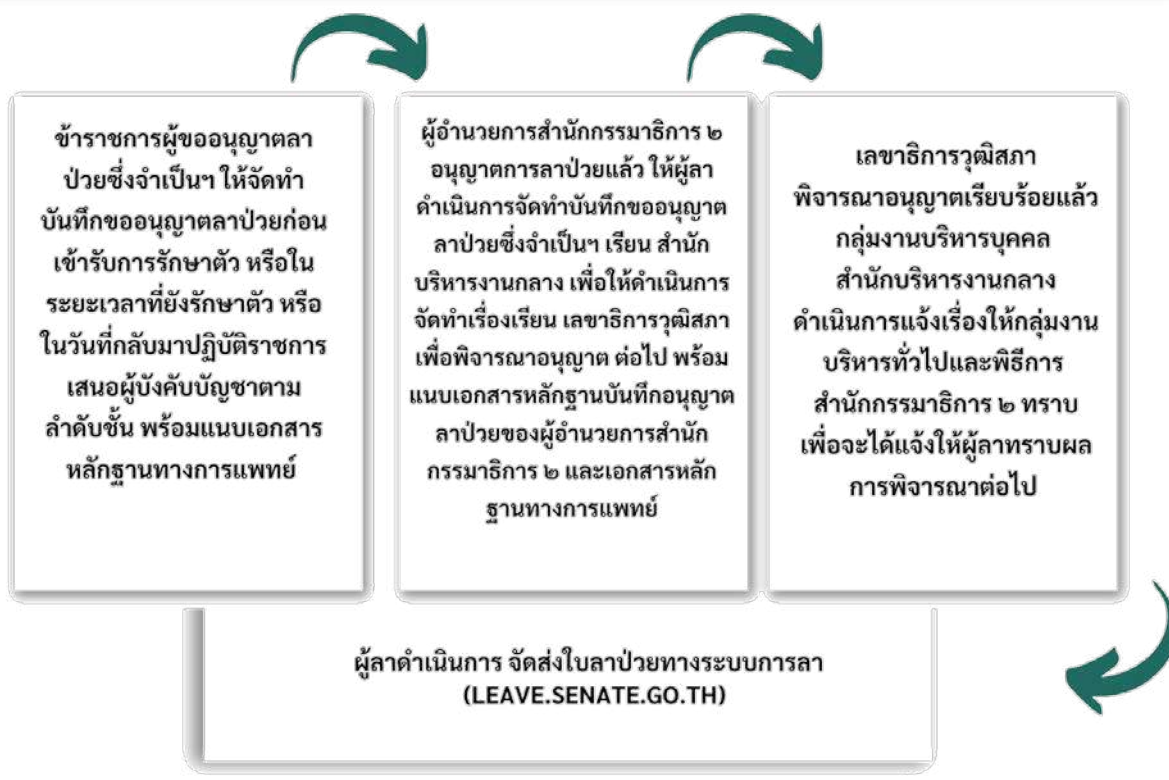 ข้าราชการผู้ขออนุญาตลา
ป่วยซึ่งจำเป็นฯ ให้จัดทำ
บันทึกขออนุญาตลาป่วยก่อน
เข้ารับการรักษาตัว หรือใน
ระยะเวลาที่ยังรักษาตัว หรือ
ในวันที่กลับมาปฏิบัติราชการ
เสนอผู้บังคับบัญชาตาม
ลำดับชั้น พร้อมแนบเอกสาร
หลักฐานทางการแพทย์
ผู้อำนวยการสำนักกรรมาธิการ ๒
อนุญาตการลาป่วยแล้ว ให้ผู้ลา
ดำเนินการจัดทำบันทึกขออนุญาต
ลาป่วยซึ่งจำเป็นฯ เรียน สำนัก
บริหารงานกลาง เพื่อให้ดำเนินการ
จัดทำเรื่องเรียน เลขาธิการวุฒิสภา
เพื่อพิจารณาอนุญาต ต่อไป พร้อม
แนบเอกสารหลักฐานบันทึกอนุญาต
ลาป่วยของผู้อำนวยการสำนัก
กรรมาธิการ ๒ และเอกสารหลัก
ฐานทางการแพทย์
เลขาธิการวุฒิสภา
พิจารณาอนุญาตเรียบร้อยแล้ว
กลุ่มงานบริหารบุคคล
สำนักบริหารงานกลาง
ดำเนินการแจ้งเรื่องให้กลุ่มงาน
บริหารทั่วไปและพิธีการ
สำนักกรรมาธิการ ๒ ทราบ
เพื่อจะได้แจ้งให้ผู้ลาทราบผล
การพิจารณาต่อไป
ผู้ลาดำเนินการ จัดส่งใบลาป่วยทางระบบการลา
(LEAVE.SENATE.GO.TH)